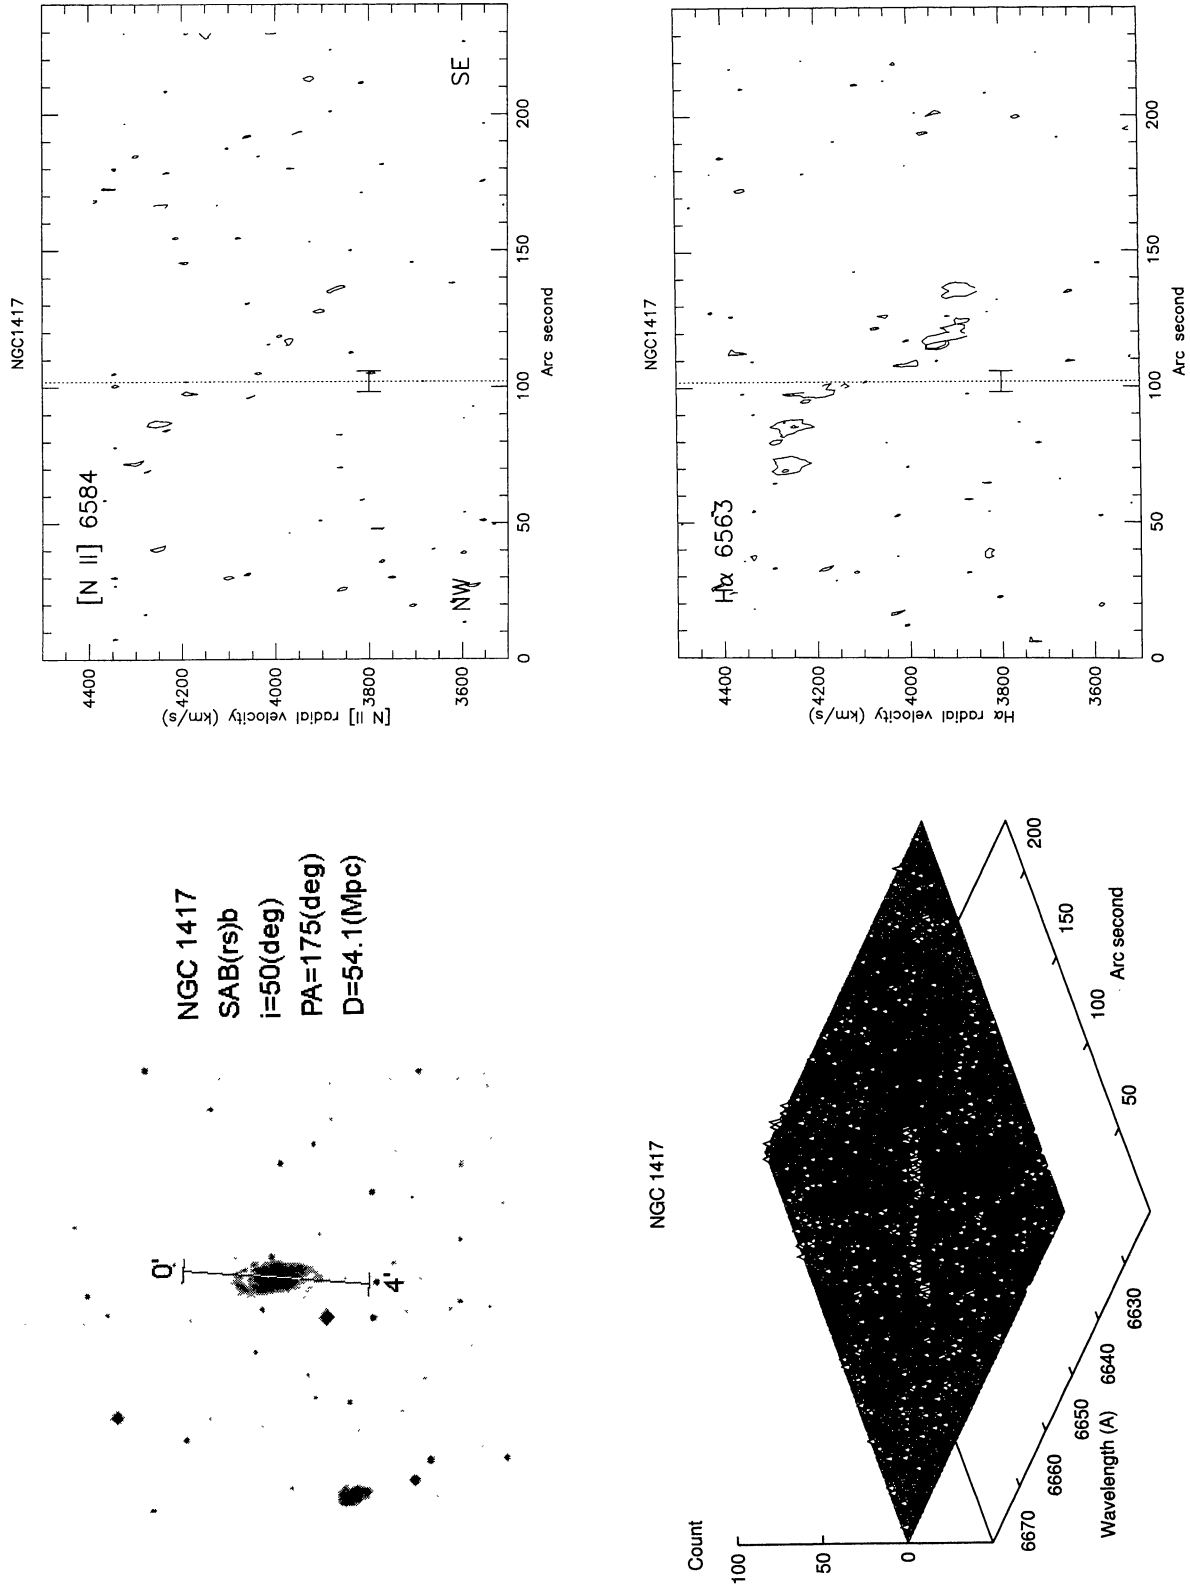 NGC 1417
SAB(rs)b
i=50(deg)
PA=175(deg)
D=54.1(Mpc)
0'
4'
NGC1417
[N II] 6584
NW
SE
4400
4200
4000
3800
3600
[N II] radial velocity (km/s)
0
50
100
150
200
Arc second
NGC 1417
Count
100
50
0
6670
6660
6650
6640
6630
Wavelength (A)
50
100
150
200
Arc second
NGC1417
Hα 6563
4400
4200
4000
3800
3600
Hα radial velocity (km/s)
0
50
100
150
200
Arc second